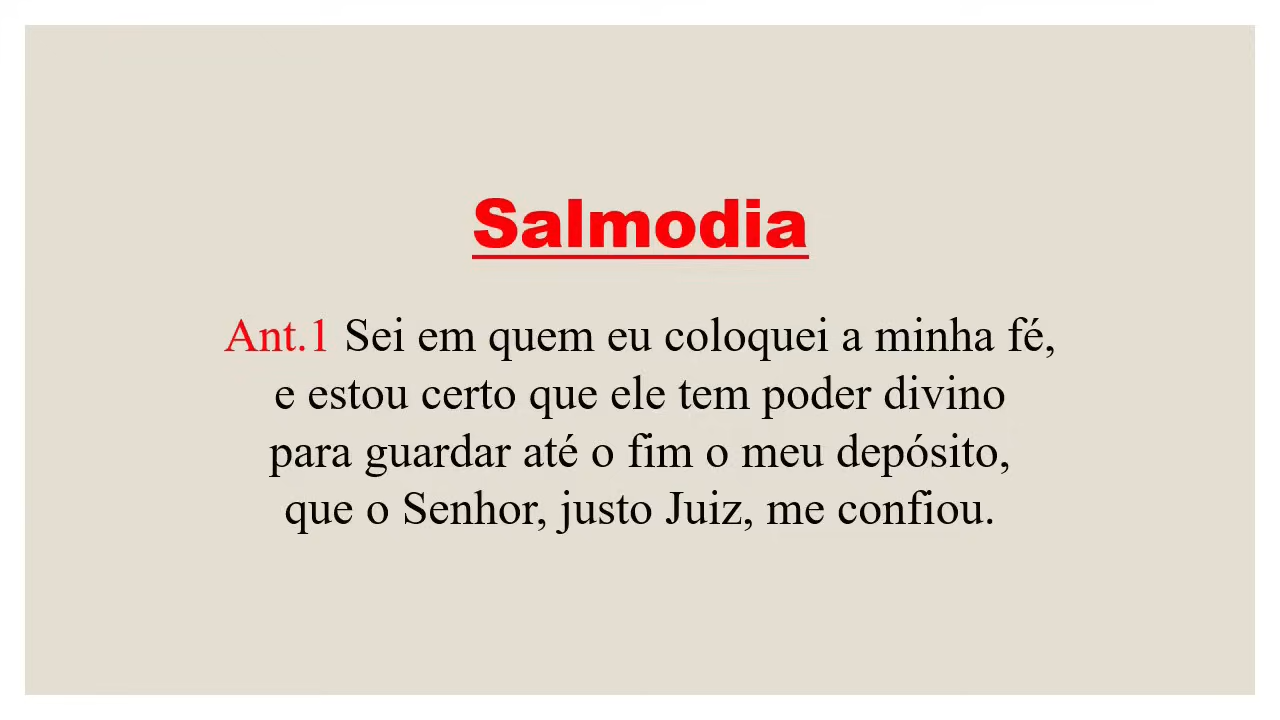 Salmodia
Ant.1 Sei em quem eu coloquei a minha fé,
e estou certo que ele tem poder divino
para guardar até o fim o meu depósito,
que o Senhor, justo Juiz, me confiou.